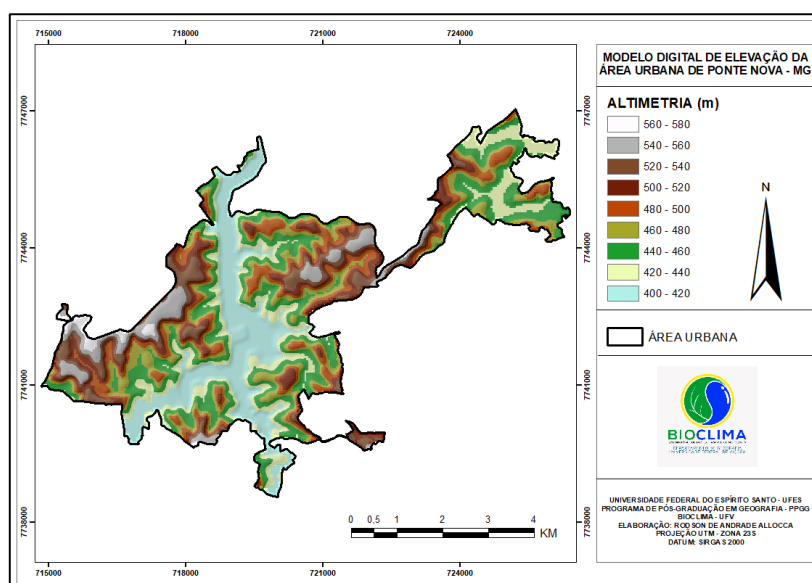 715000 718000 721000 724000
MODELO DIGITAL DE ELEVAÇÃO DA
ÁREA URBANA DE PONTE NOVA - MG
ALTIMETRIA (m)
560 - 580
540 - 560
520 - 540
500 - 520
480 - 500
460 - 480
440 - 460
420 - 440
400 - 420
N
ÁREA URBANA
BIOCLIMA
UNIVERSIDADE FEDERAL DO ESPÍRITO SANTO - UFES
PROGRAMA DE PÓS-GRADUAÇÃO EM GEOGRAFIA - PPGG
BIOCLIMA - UFV
ELABORAÇÃO: RODSON DE ANDRADE ALLOCCA
PROJEÇÃO UTM - ZONA 23S
DATUM: SIRGAS 2000
7747000 7747000
7744000 7744000
7741000 7741000
7738000 7738000
0 0,5 1 2 3 4
KM
715000 718000 721000 724000